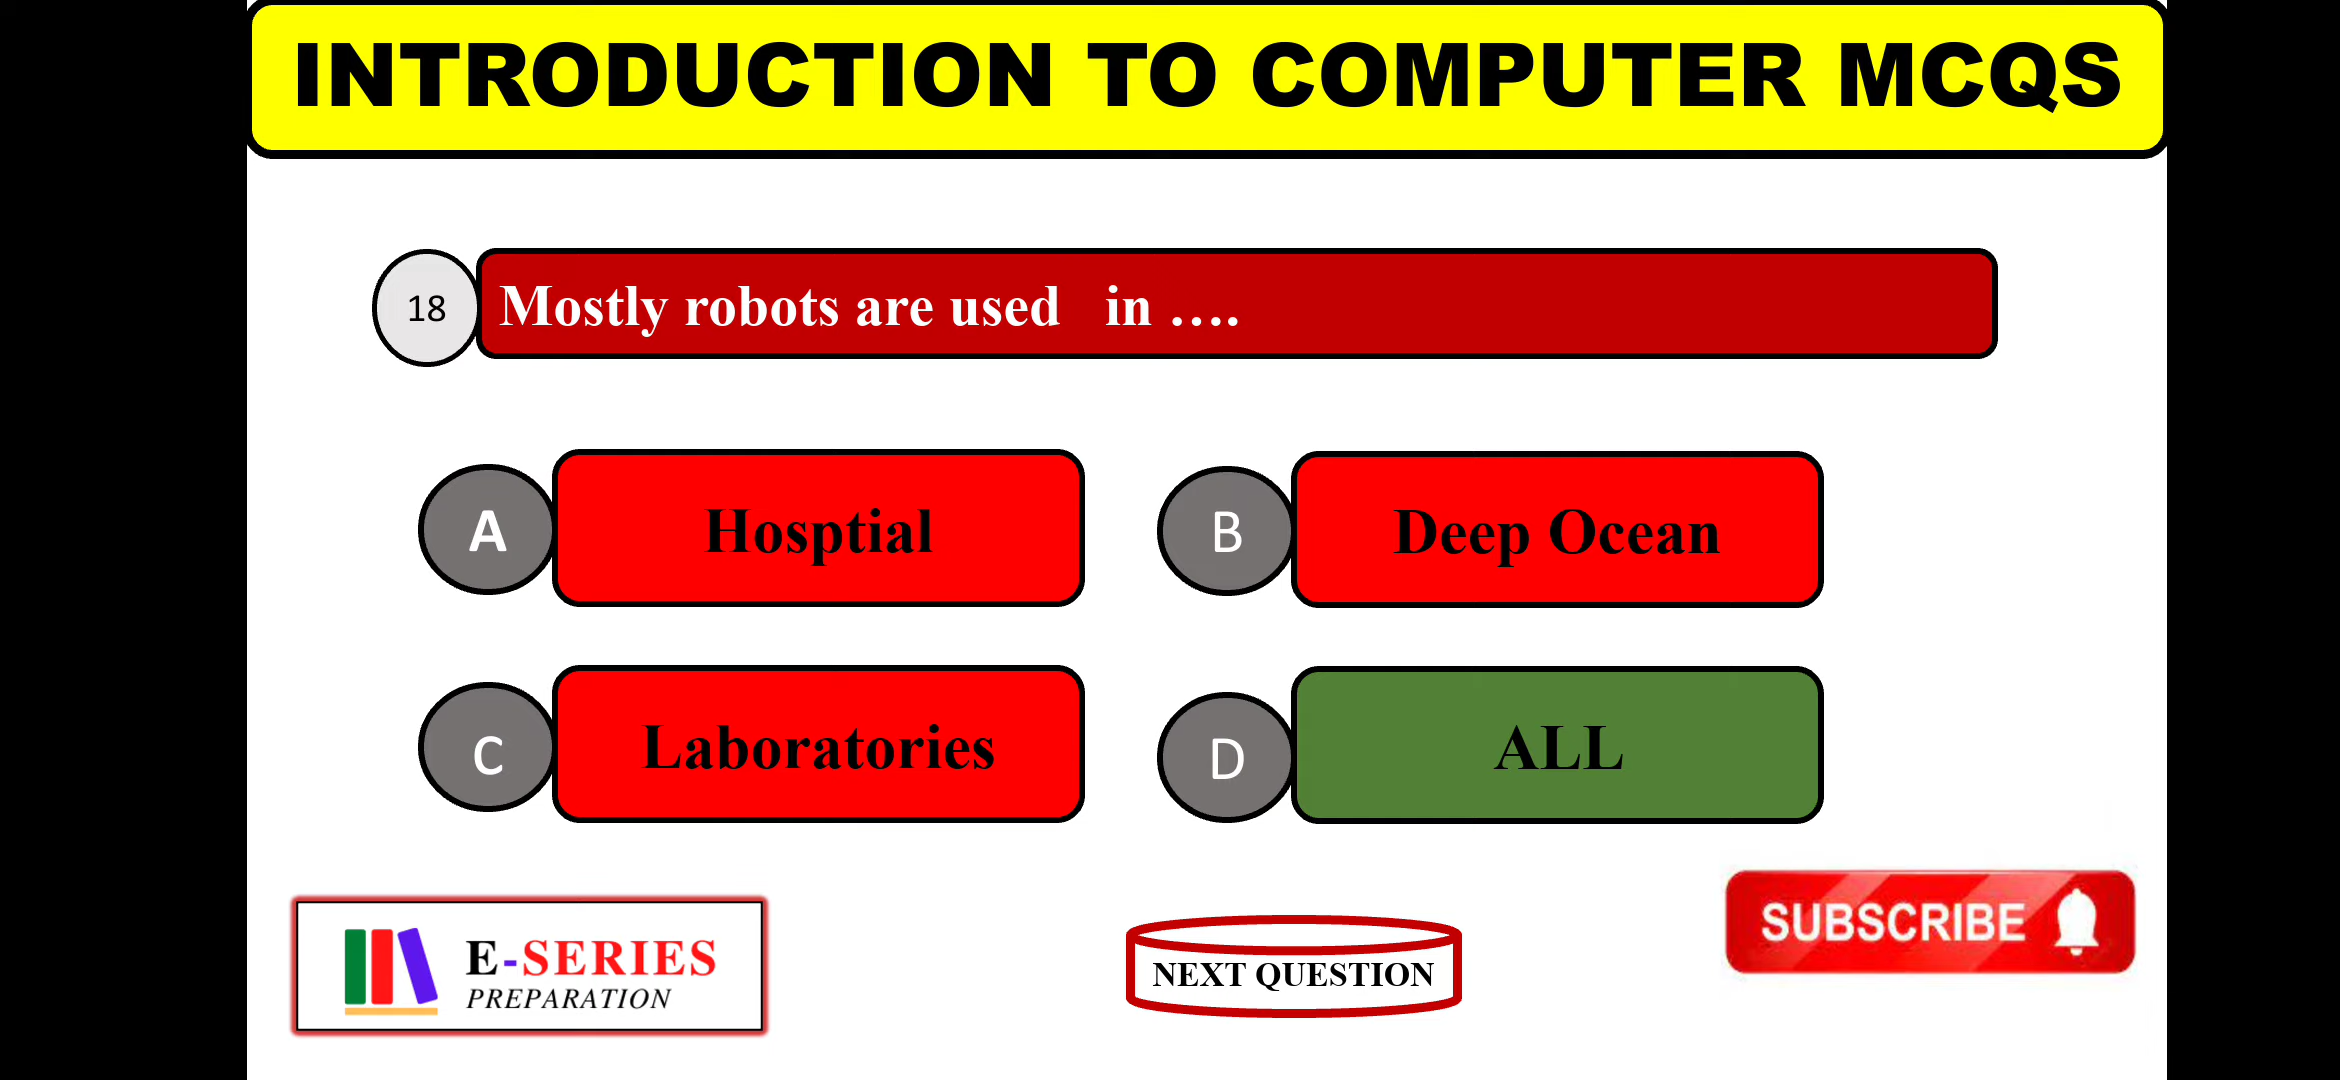 INTRODUCTION TO COMPUTER MCQS
18
Mostly robots are used in ....
A
Hosptial
B
Deep Ocean
C
Laboratories
D
ALL
E-SERIES
PREPARATION
NEXT QUESTION
SUBSCRIBE